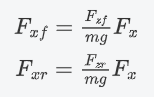 $F_{xf} = \frac{F_{zf}}{mg} F_x$
$F_{xr} = \frac{F_{zr}}{mg} F_x$